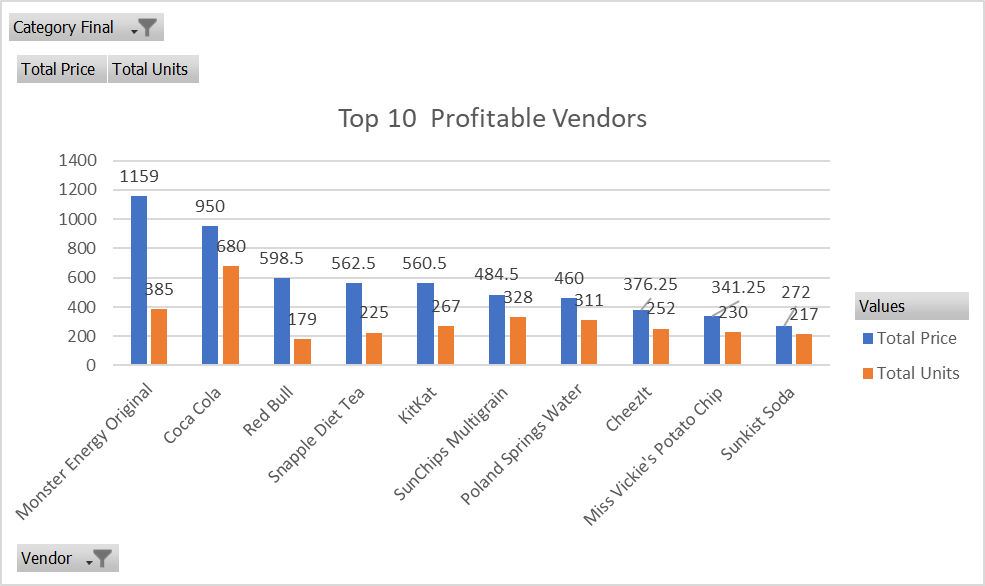 Category Final
Total Price Total Units
Top 10 Profitable Vendors
1400
1200
1000
800
600
400
200
0
1159
385
950
680
598.5
179
562.5
225
560.5
267
484.5
328
460
311
376.25
252
341.25
230
272
217
Monster Energy Original
Coca Cola
Red Bull
Snapple Diet Tea
KitKat
SunChips Multigrain
Poland Springs Water
CheezIt
Miss Vickie's Potato Chip
Sunkist Soda
Values
Total Price
Total Units
Vendor